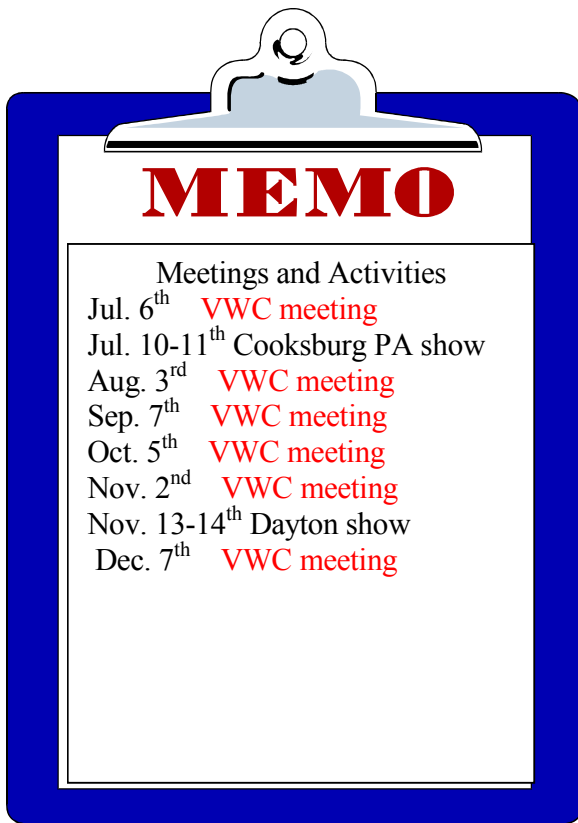 MEMO
Meetings and Activities
Jul. 6th VWC meeting
Jul. 10-11th Cooksburg PA show
Aug. 3rd VWC meeting
Sep. 7th VWC meeting
Oct. 5th VWC meeting
Nov. 2nd VWC meeting
Nov. 13-14th Dayton show
Dec. 7th VWC meeting